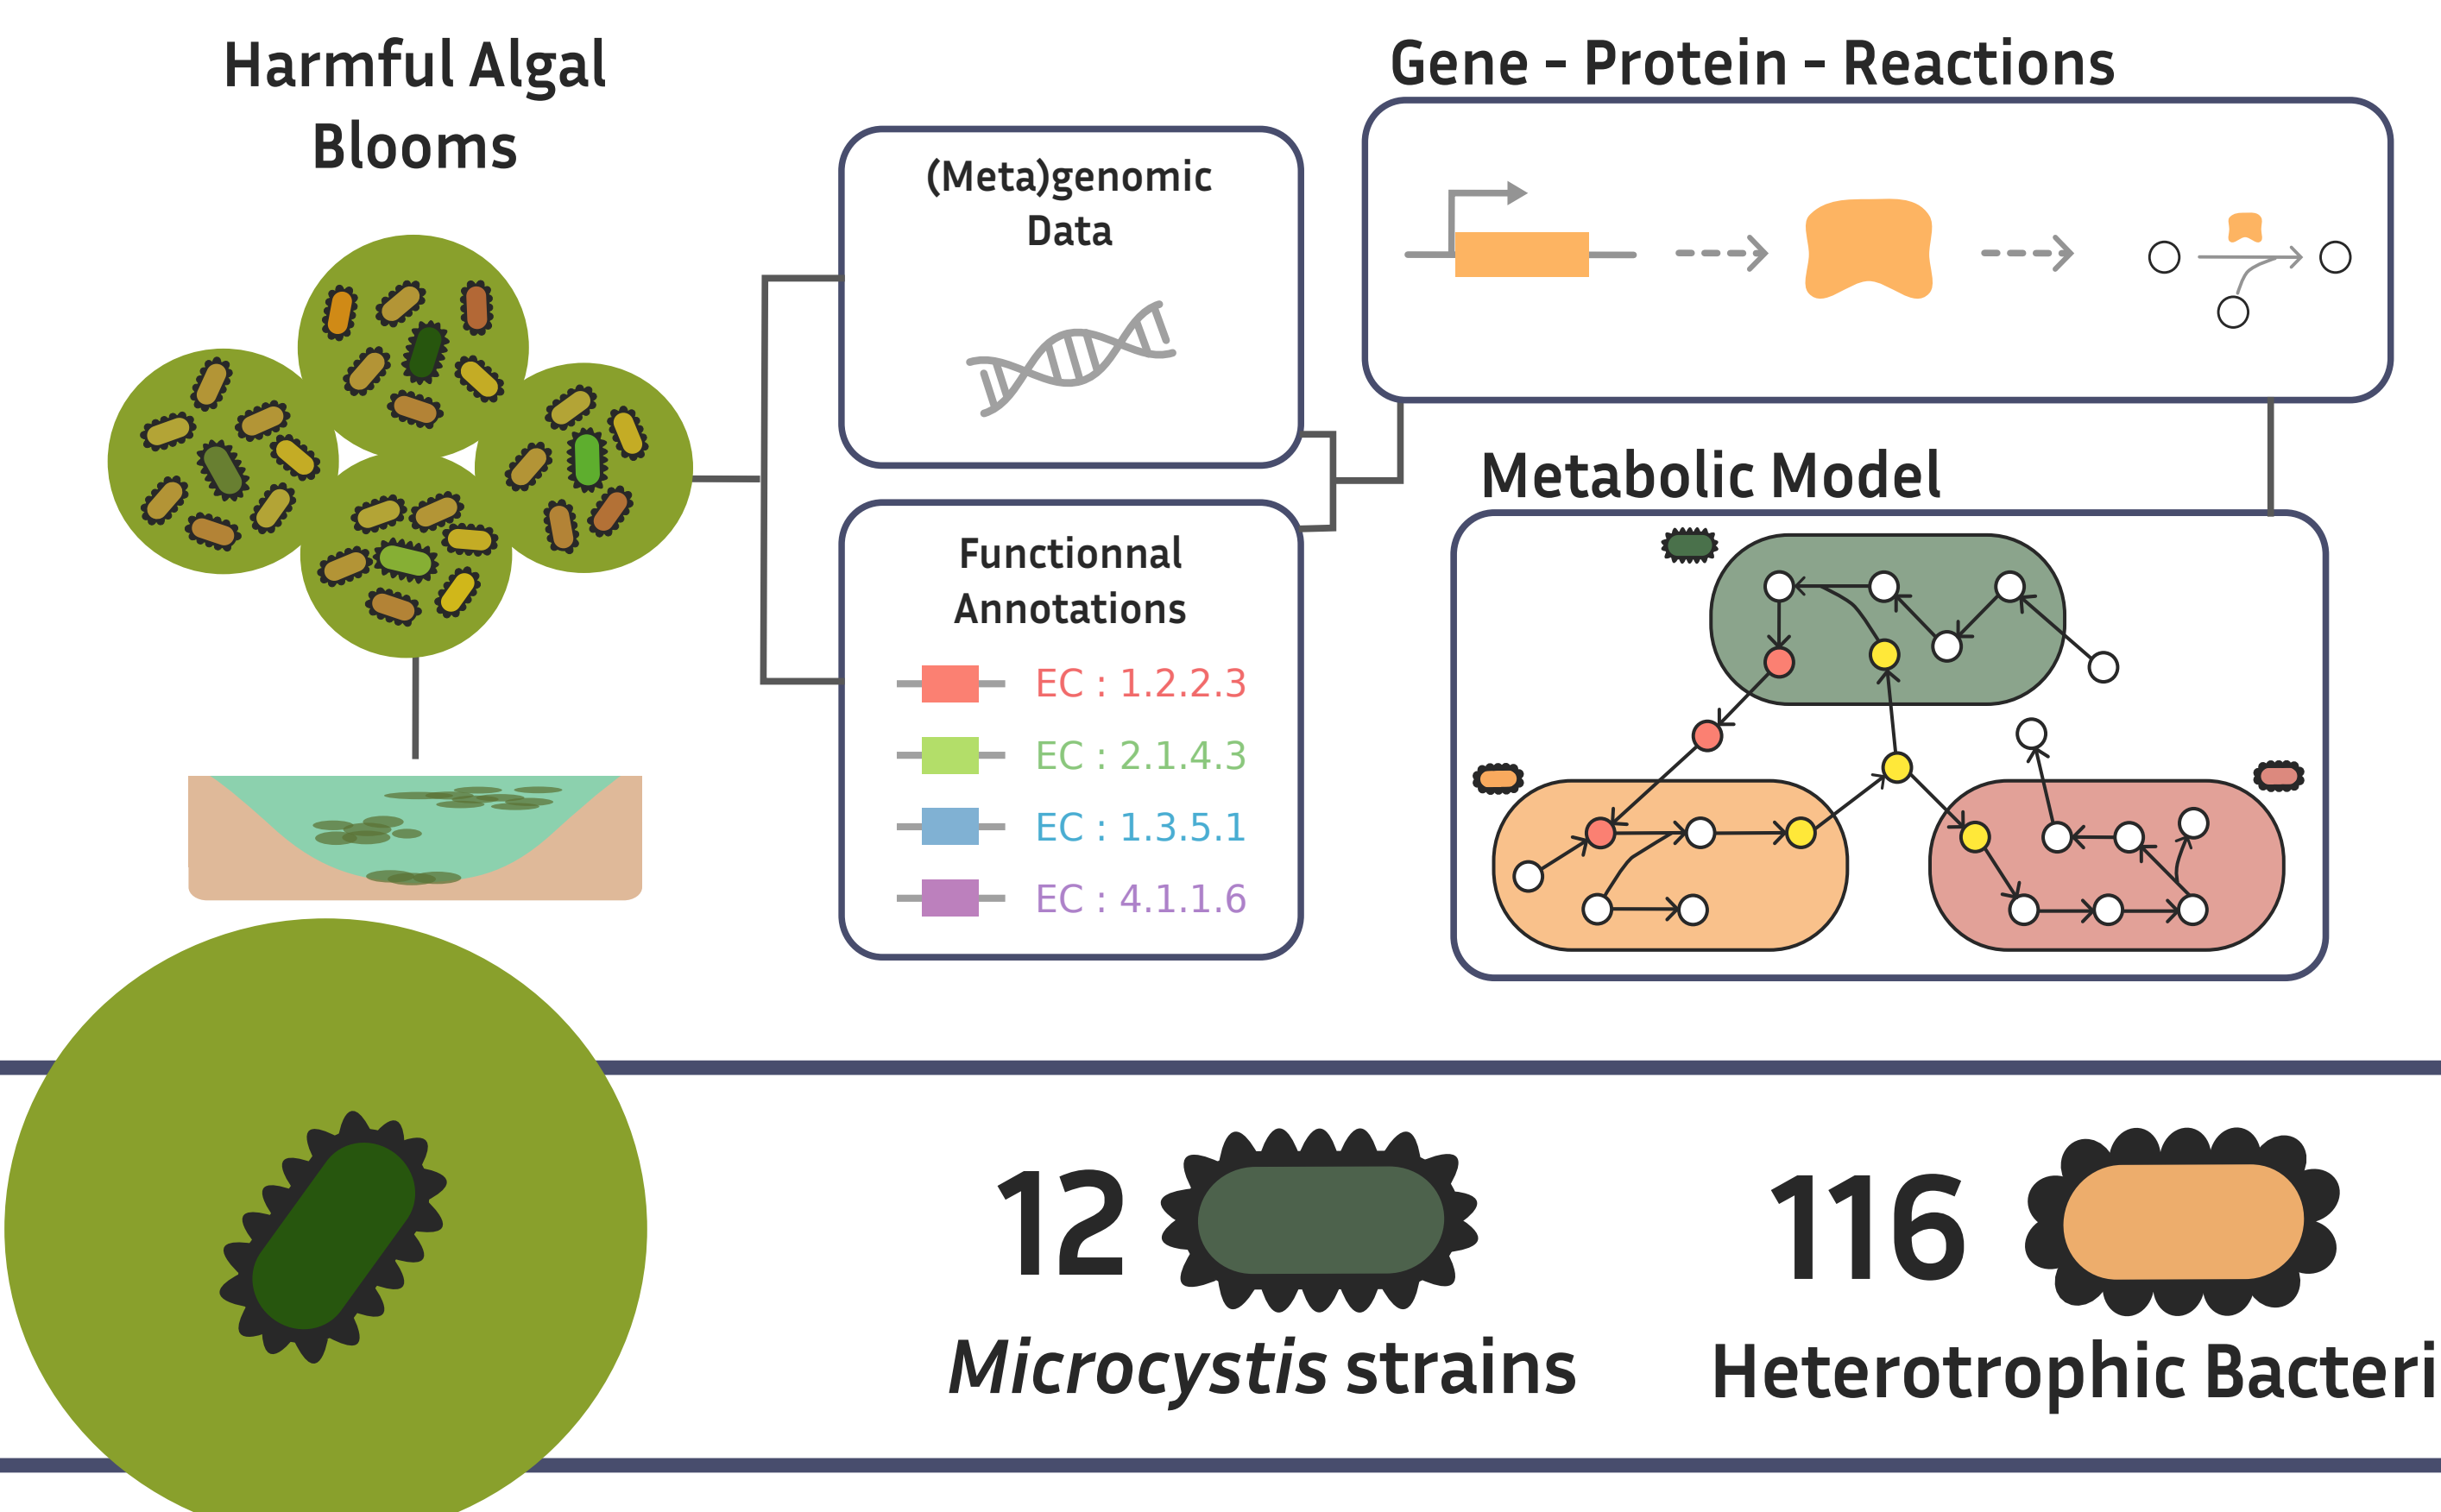 Harmful Algal
Blooms
(Meta)genomic
Data
Functionnal
Annotations
EC : 1.2.2.3
EC : 2.1.4.3
EC : 1.3.5.1
EC : 4.1.1.6
Gene - Protein - Reactions
Metabolic Model
12
Microcystis strains
116
Heterotrophic Bacteri